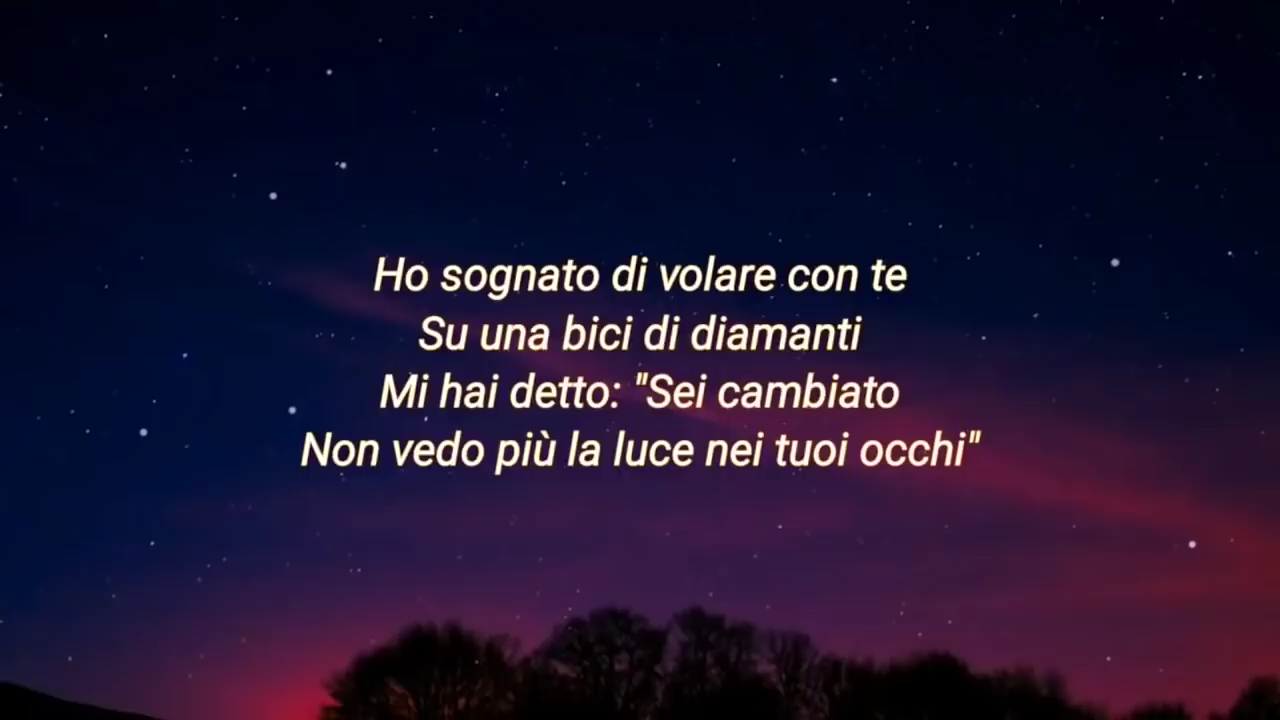 Ho sognato di volare con te
Su una bici di diamanti
Mi hai detto: "Sei cambiato
Non vedo più la luce nei tuoi occhi"